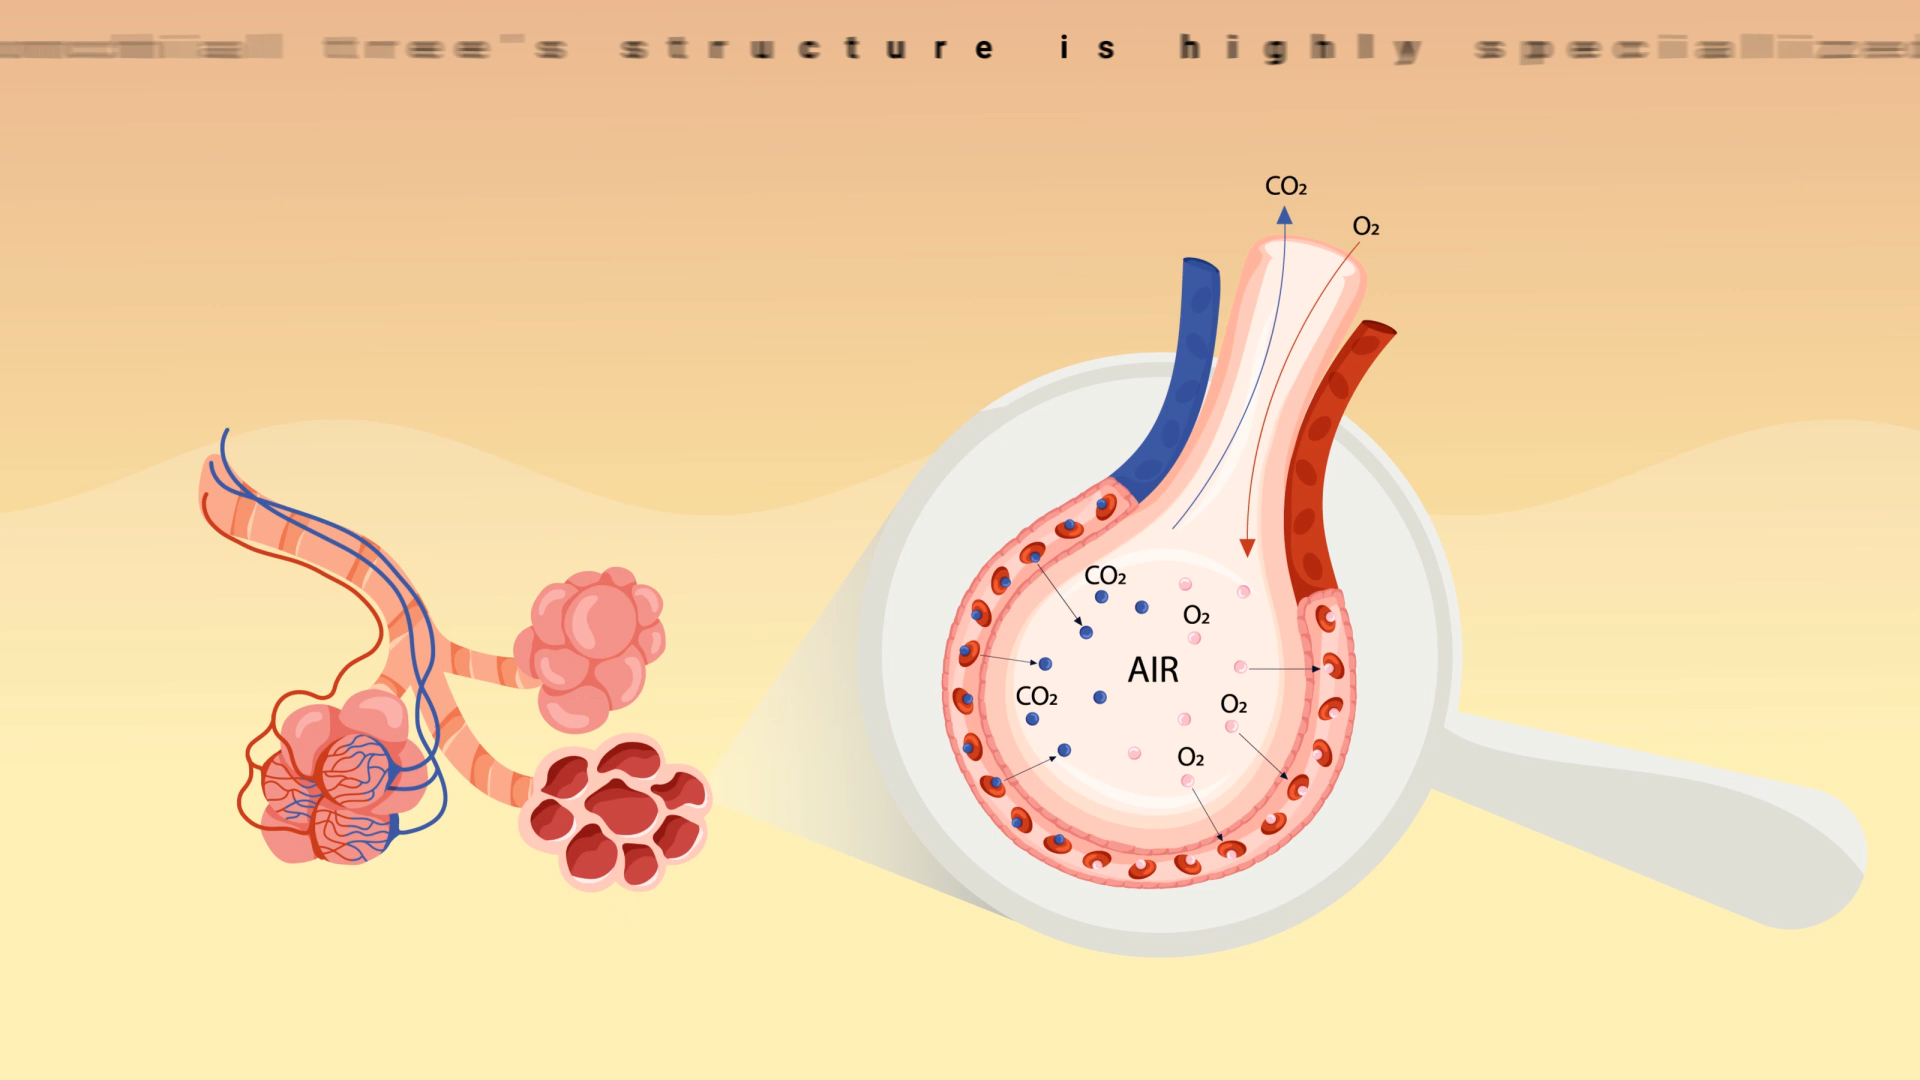 tree's structure is highly specialized
CO₂
O₂
CO₂
O₂
AIR
CO₂
O₂
O₂